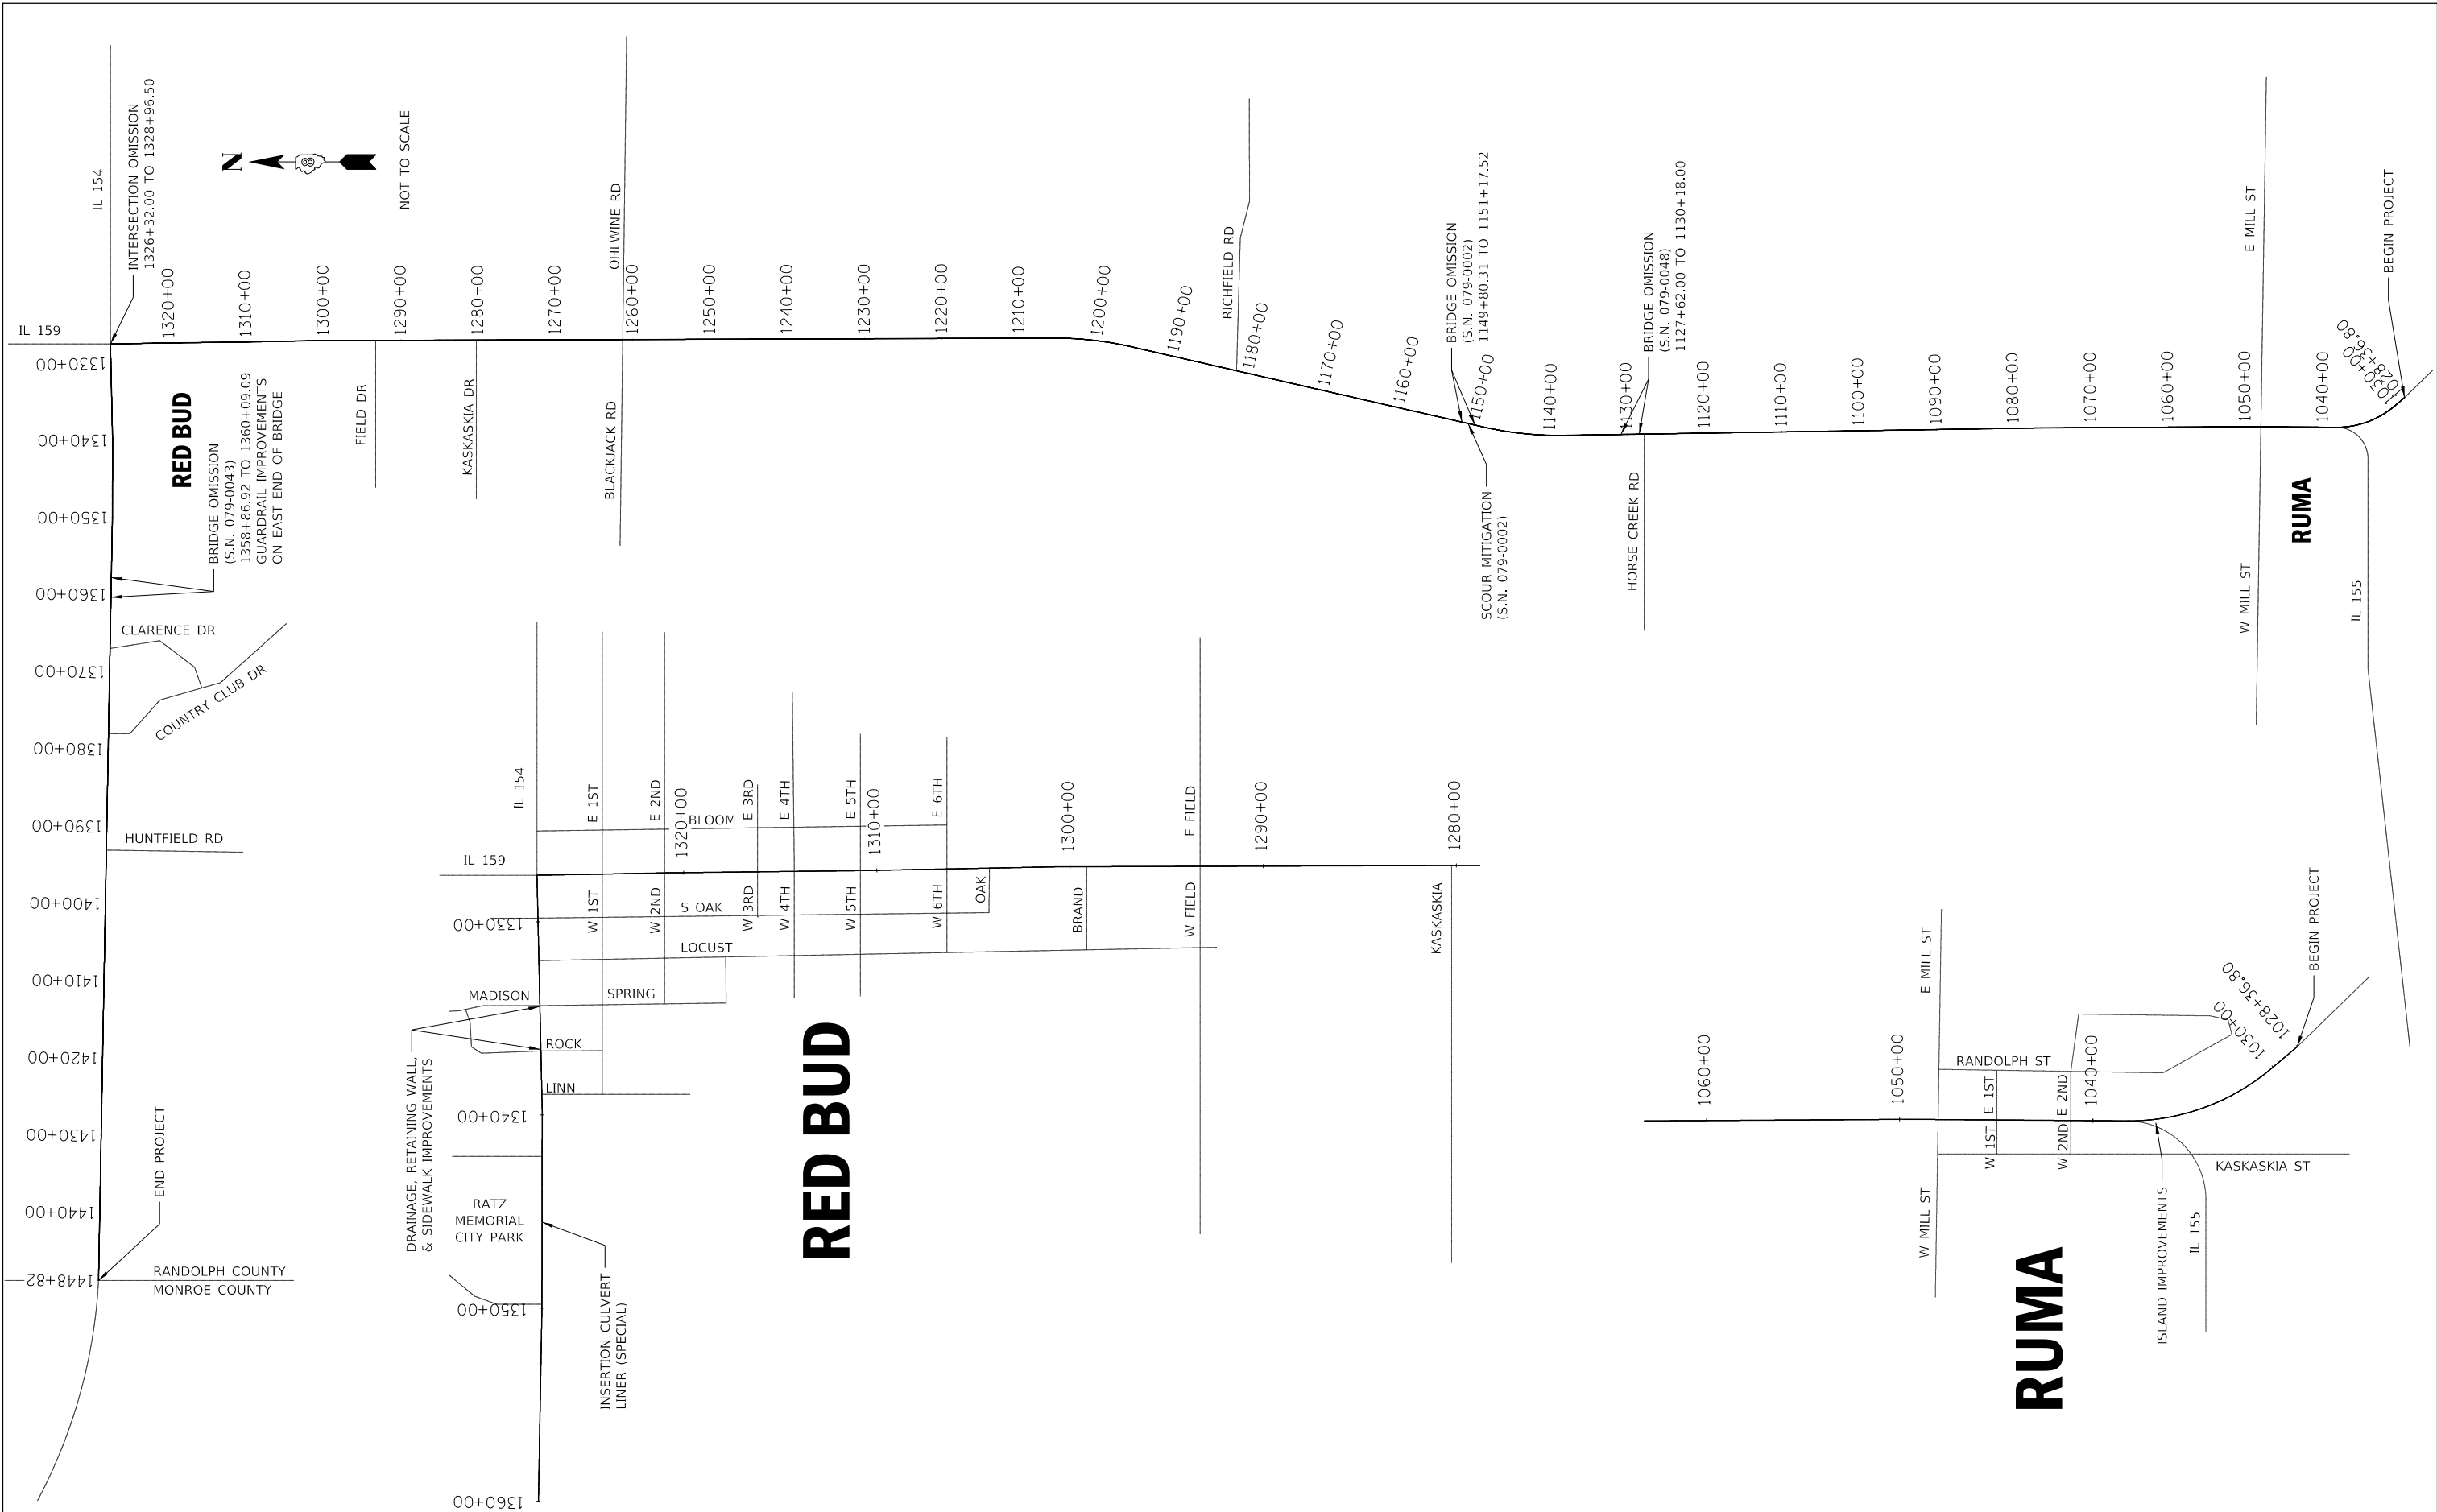 IL 154
INTERSECTION OMISSION
1326+32.00 TO 1328+96.50
N
NOT TO SCALE
IL 159
1320+00
1310+00
1300+00
1290+00
1280+00
1270+00
1260+00
1250+00
1240+00
1230+00
1220+00
1210+00
1200+00
1190+00
1180+00
1170+00
1160+00
1150+00
1140+00
1130+00
1120+00
1110+00
1100+00
1090+00
1080+00
1070+00
1060+00
1050+00
1040+00
1030+00
1028+36.80
OHLWINE RD
RICHFIELD RD
BRIDGE OMISSION
(S.N. 079-0002)
1149+80.31 TO 1151+17.52
BRIDGE OMISSION
(S.N. 079-0048)
1127+62.00 TO 1130+18.00
E MILL ST
BEGIN PROJECT
1330+00
1340+00
1350+00
1360+00
1370+00
1380+00
1390+00
1400+00
1410+00
1420+00
1430+00
1440+00
1448+82
RED BUD
BRIDGE OMISSION
(S.N. 079-0043)
1358+86.92 TO 1360+09.09
GUARDRAIL IMPROVEMENTS
ON EAST END OF BRIDGE
FIELD DR
KASKASKIA DR
BLACKJACK RD
SCOUR MITIGATION
(S.N. 079-0002)
HORSE CREEK RD
W MILL ST
RUMA
IL 155
CLARENCE DR
COUNTRY CLUB DR
HUNTFIELD RD
END PROJECT
RANDOLPH COUNTY
MONROE COUNTY
IL 154
IL 159
E 1ST
E 2ND
E 3RD
E 4TH
E 5TH
E 6TH
E FIELD
BLOOM
1320+00
1310+00
1300+00
1290+00
1280+00
W 1ST
W 2ND
W 3RD
W 4TH
W 5TH
W 6TH
OAK
BRAND
W FIELD
KASKASKIA
S OAK
LOCUST
1330+00
MADISON
SPRING
ROCK
LINN
1340+00
1350+00
1360+00
DRAINAGE, RETAINING WALL,
& SIDEWALK IMPROVEMENTS
RATZ
MEMORIAL
CITY PARK
INSERTION CULVERT
LINER (SPECIAL)
RED BUD
1060+00
1050+00
1040+00
1030+00
1028+36.80
E MILL ST
BEGIN PROJECT
RANDOLPH ST
E 1ST
E 2ND
W 1ST
W 2ND
W MILL ST
KASKASKIA ST
ISLAND IMPROVEMENTS
IL 155
RUMA